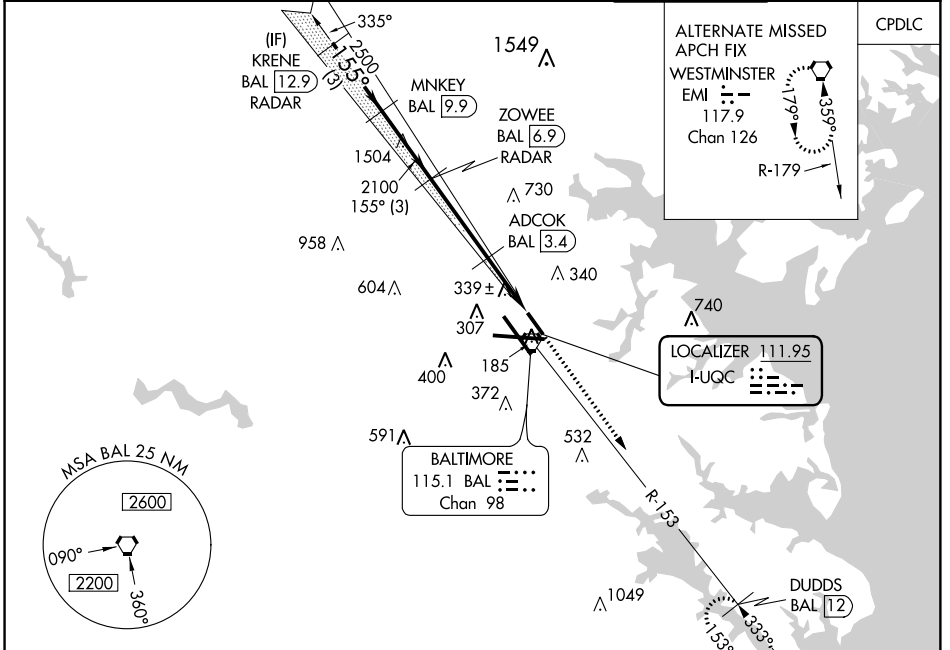 CPDLC
ALTERNATE MISSED
APCH FIX
WESTMINSTER
EMI
117.9
Chan 126
179°
359°
R-179
335°
2500
155°
(3)
(IF)
KRENE
BAL 12.9
RADAR
1549
MNKEY
BAL 9.9
ZOWEE
BAL 6.9
RADAR
1504
2100
155° (3)
730
ADCOK
BAL 3.4
958
340
604
339 ±
307
740
185
LOCALIZER 111.95
I-UQC
400
372
591
532
BALTIMORE
115.1 BAL
Chan 98
R-153
MSA BAL 25 NM
2600
090°
2200
360°
1049
DUDDS
BAL 12
153°
333°